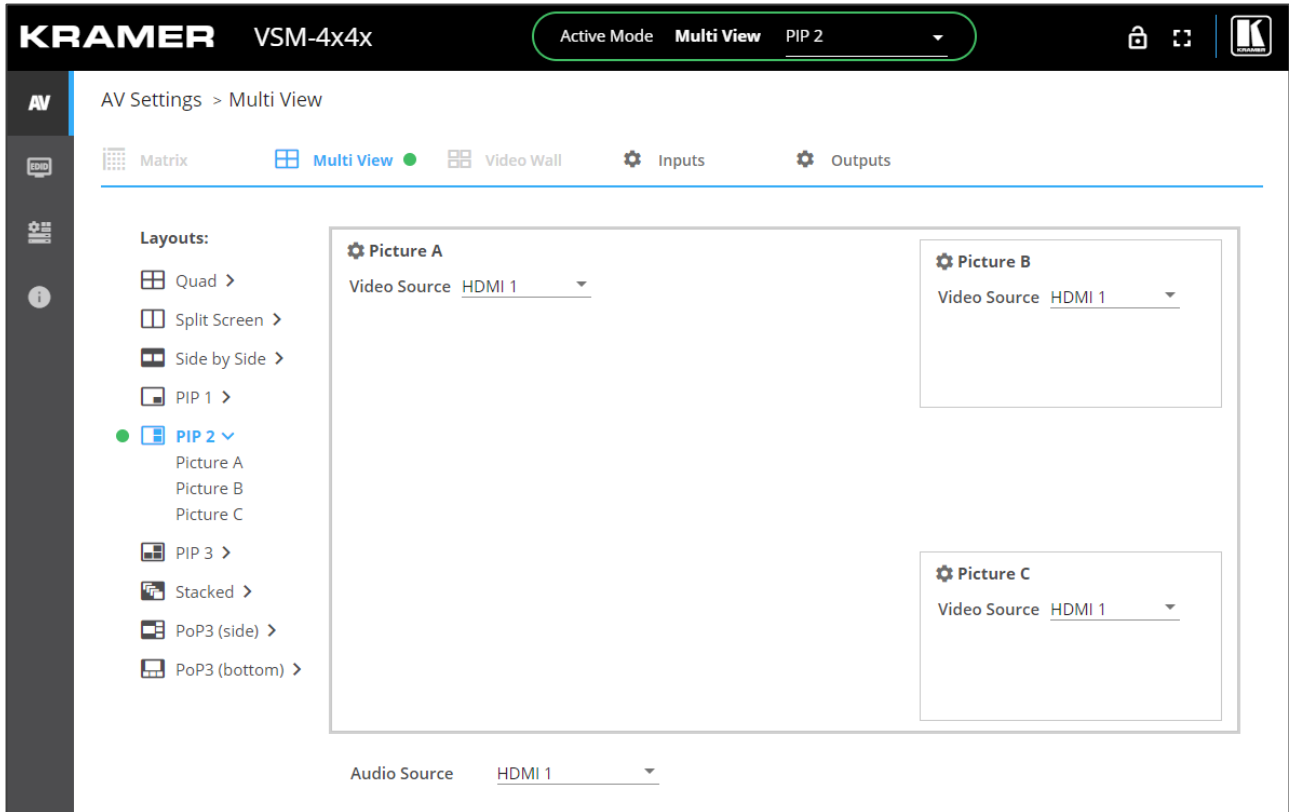 KRAMER VSM-4x4x Active Mode Multi View PIP 2 KRAMER
AV
AV Settings > Multi View
EDID
Matrix Multi View Video Wall Inputs Outputs
Layouts:
Quad >
Split Screen >
Side by Side >
PIP 1 >
PIP 2
Picture A
Picture B
Picture C
PIP 3 >
Stacked >
PoP3 (side) >
PoP3 (bottom) >
Picture A
Video Source HDMI 1
Picture B
Video Source HDMI 1
Picture C
Video Source HDMI 1
Audio Source HDMI 1